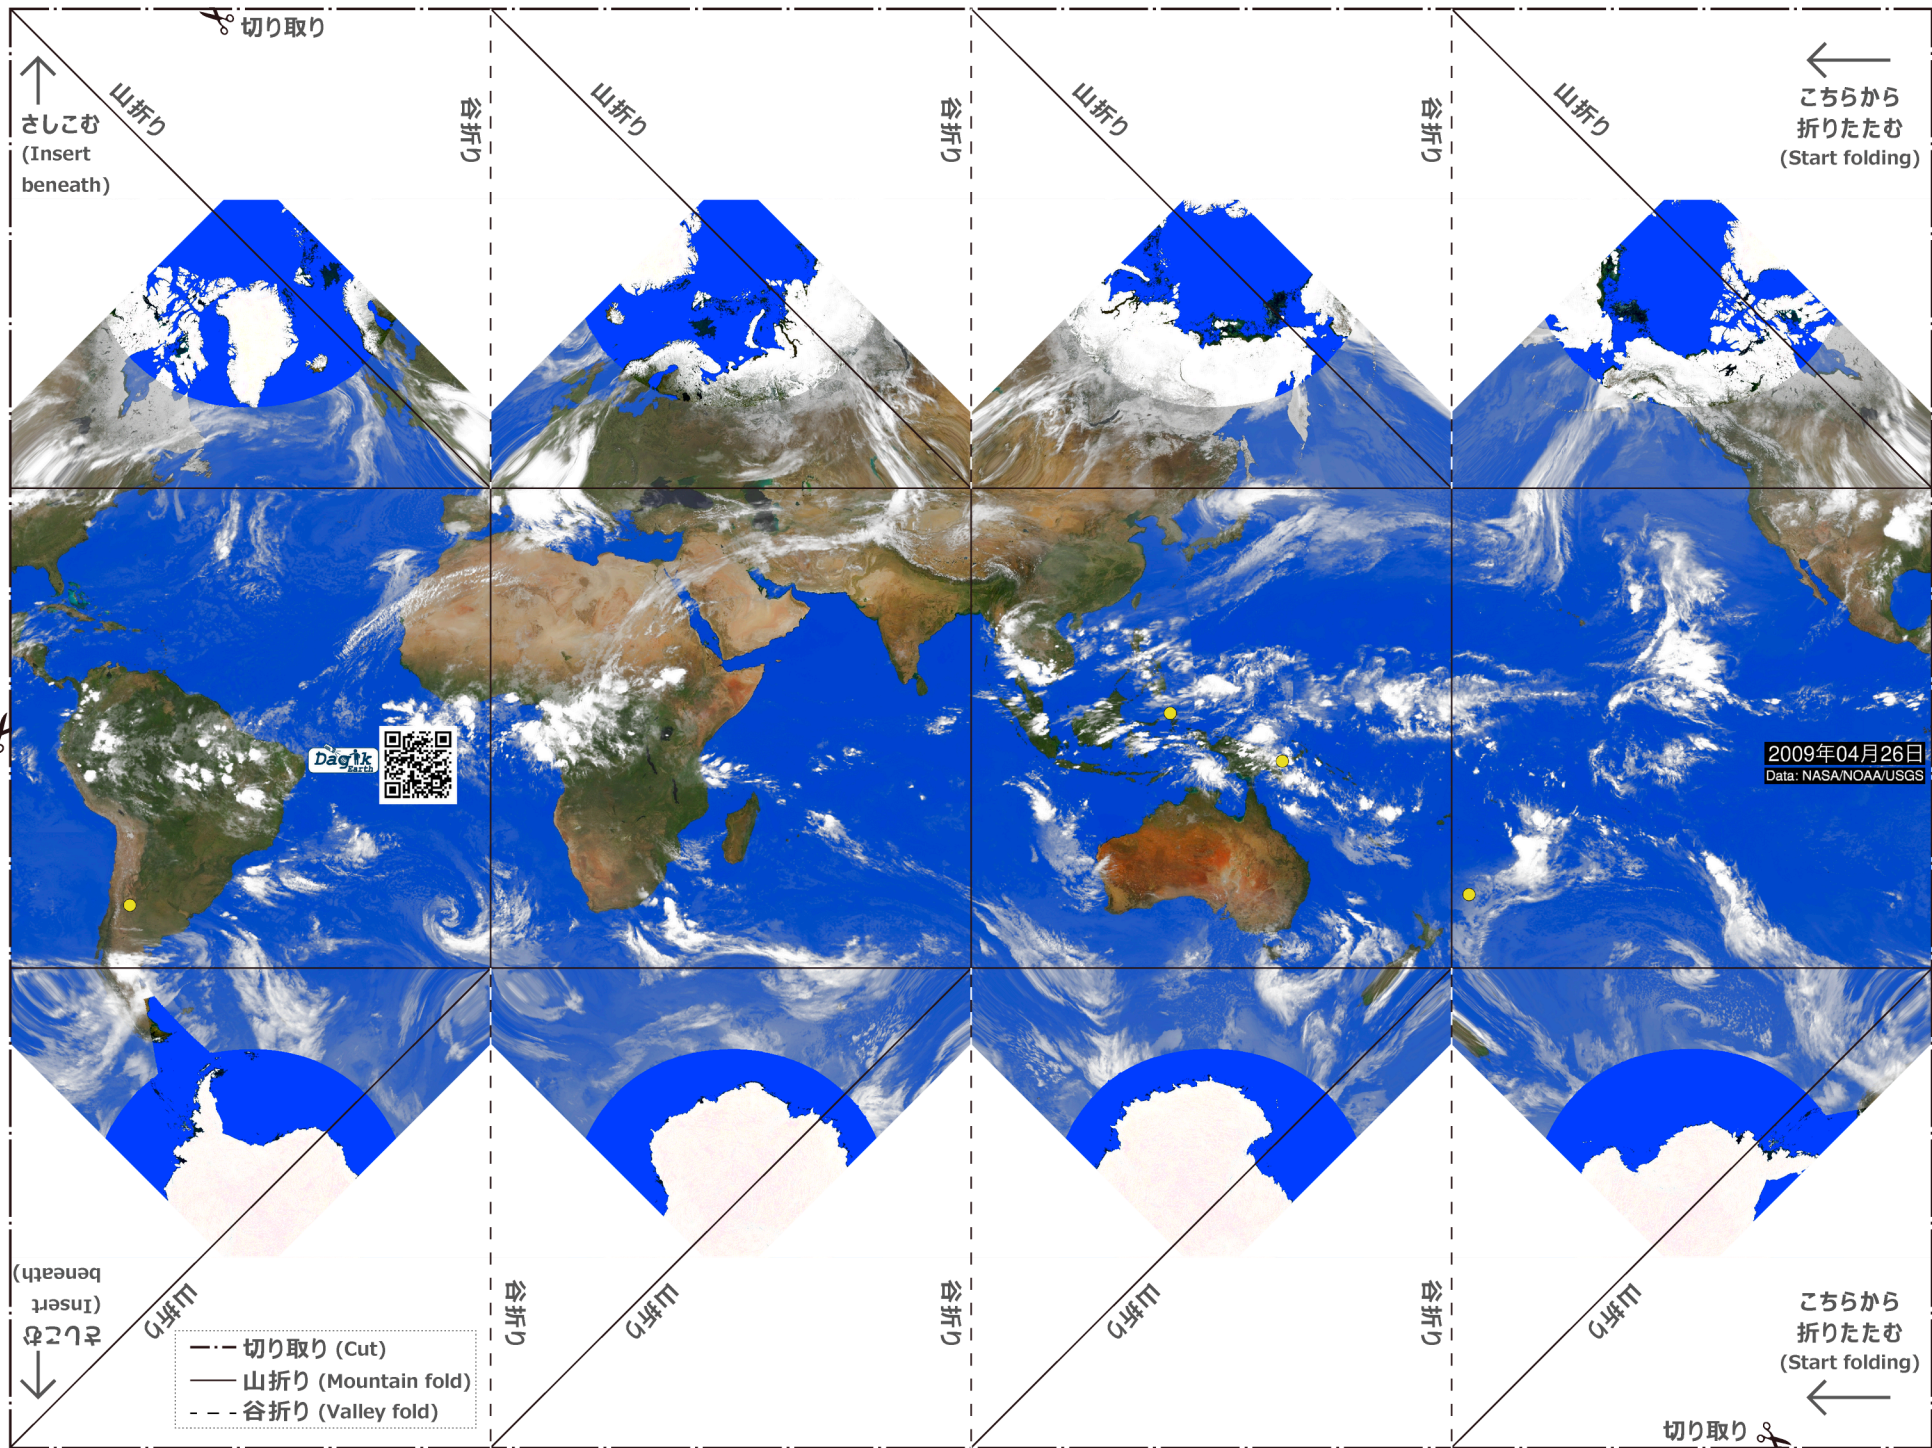 切り取り
山折り
谷折り
山折り
谷折り
山折り
谷折り
山折り
さしこむ
(Insert
beneath)
こちらから
折りたたむ
(Start folding)
Dagik
Earth
2009年04月26日
Data: NASA/NOAA/USGS
さしこむ
(Insert
beneath)
山折り
谷折り
山折り
谷折り
山折り
谷折り
山折り
こちらから
折りたたむ
(Start folding)
切り取り (Cut)
山折り (Mountain fold)
谷折り (Valley fold)
切り取り